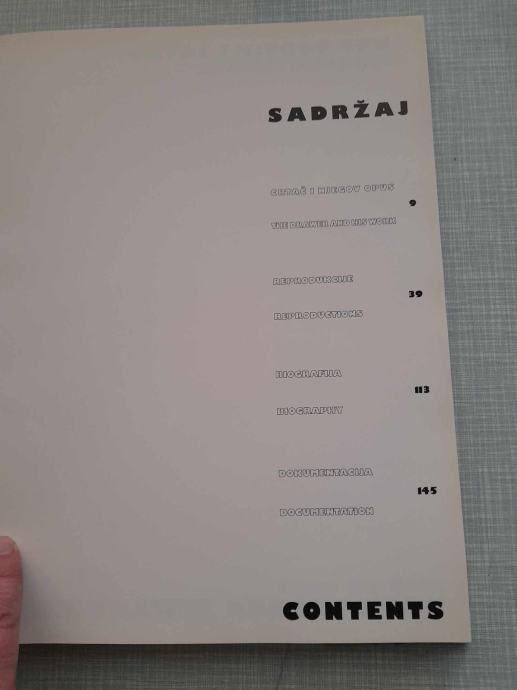 SADRŽAJ
CRTAČ I NJEGOV OPUS
9
THE DRAWER AND HIS WORK
REPRODUKCIJE
39
REPRODUCTIONS
BIOGRAFIJA
113
BIOGRAPHY
DOKUMENTACIJA
145
DOCUMENTATION
CONTENTS